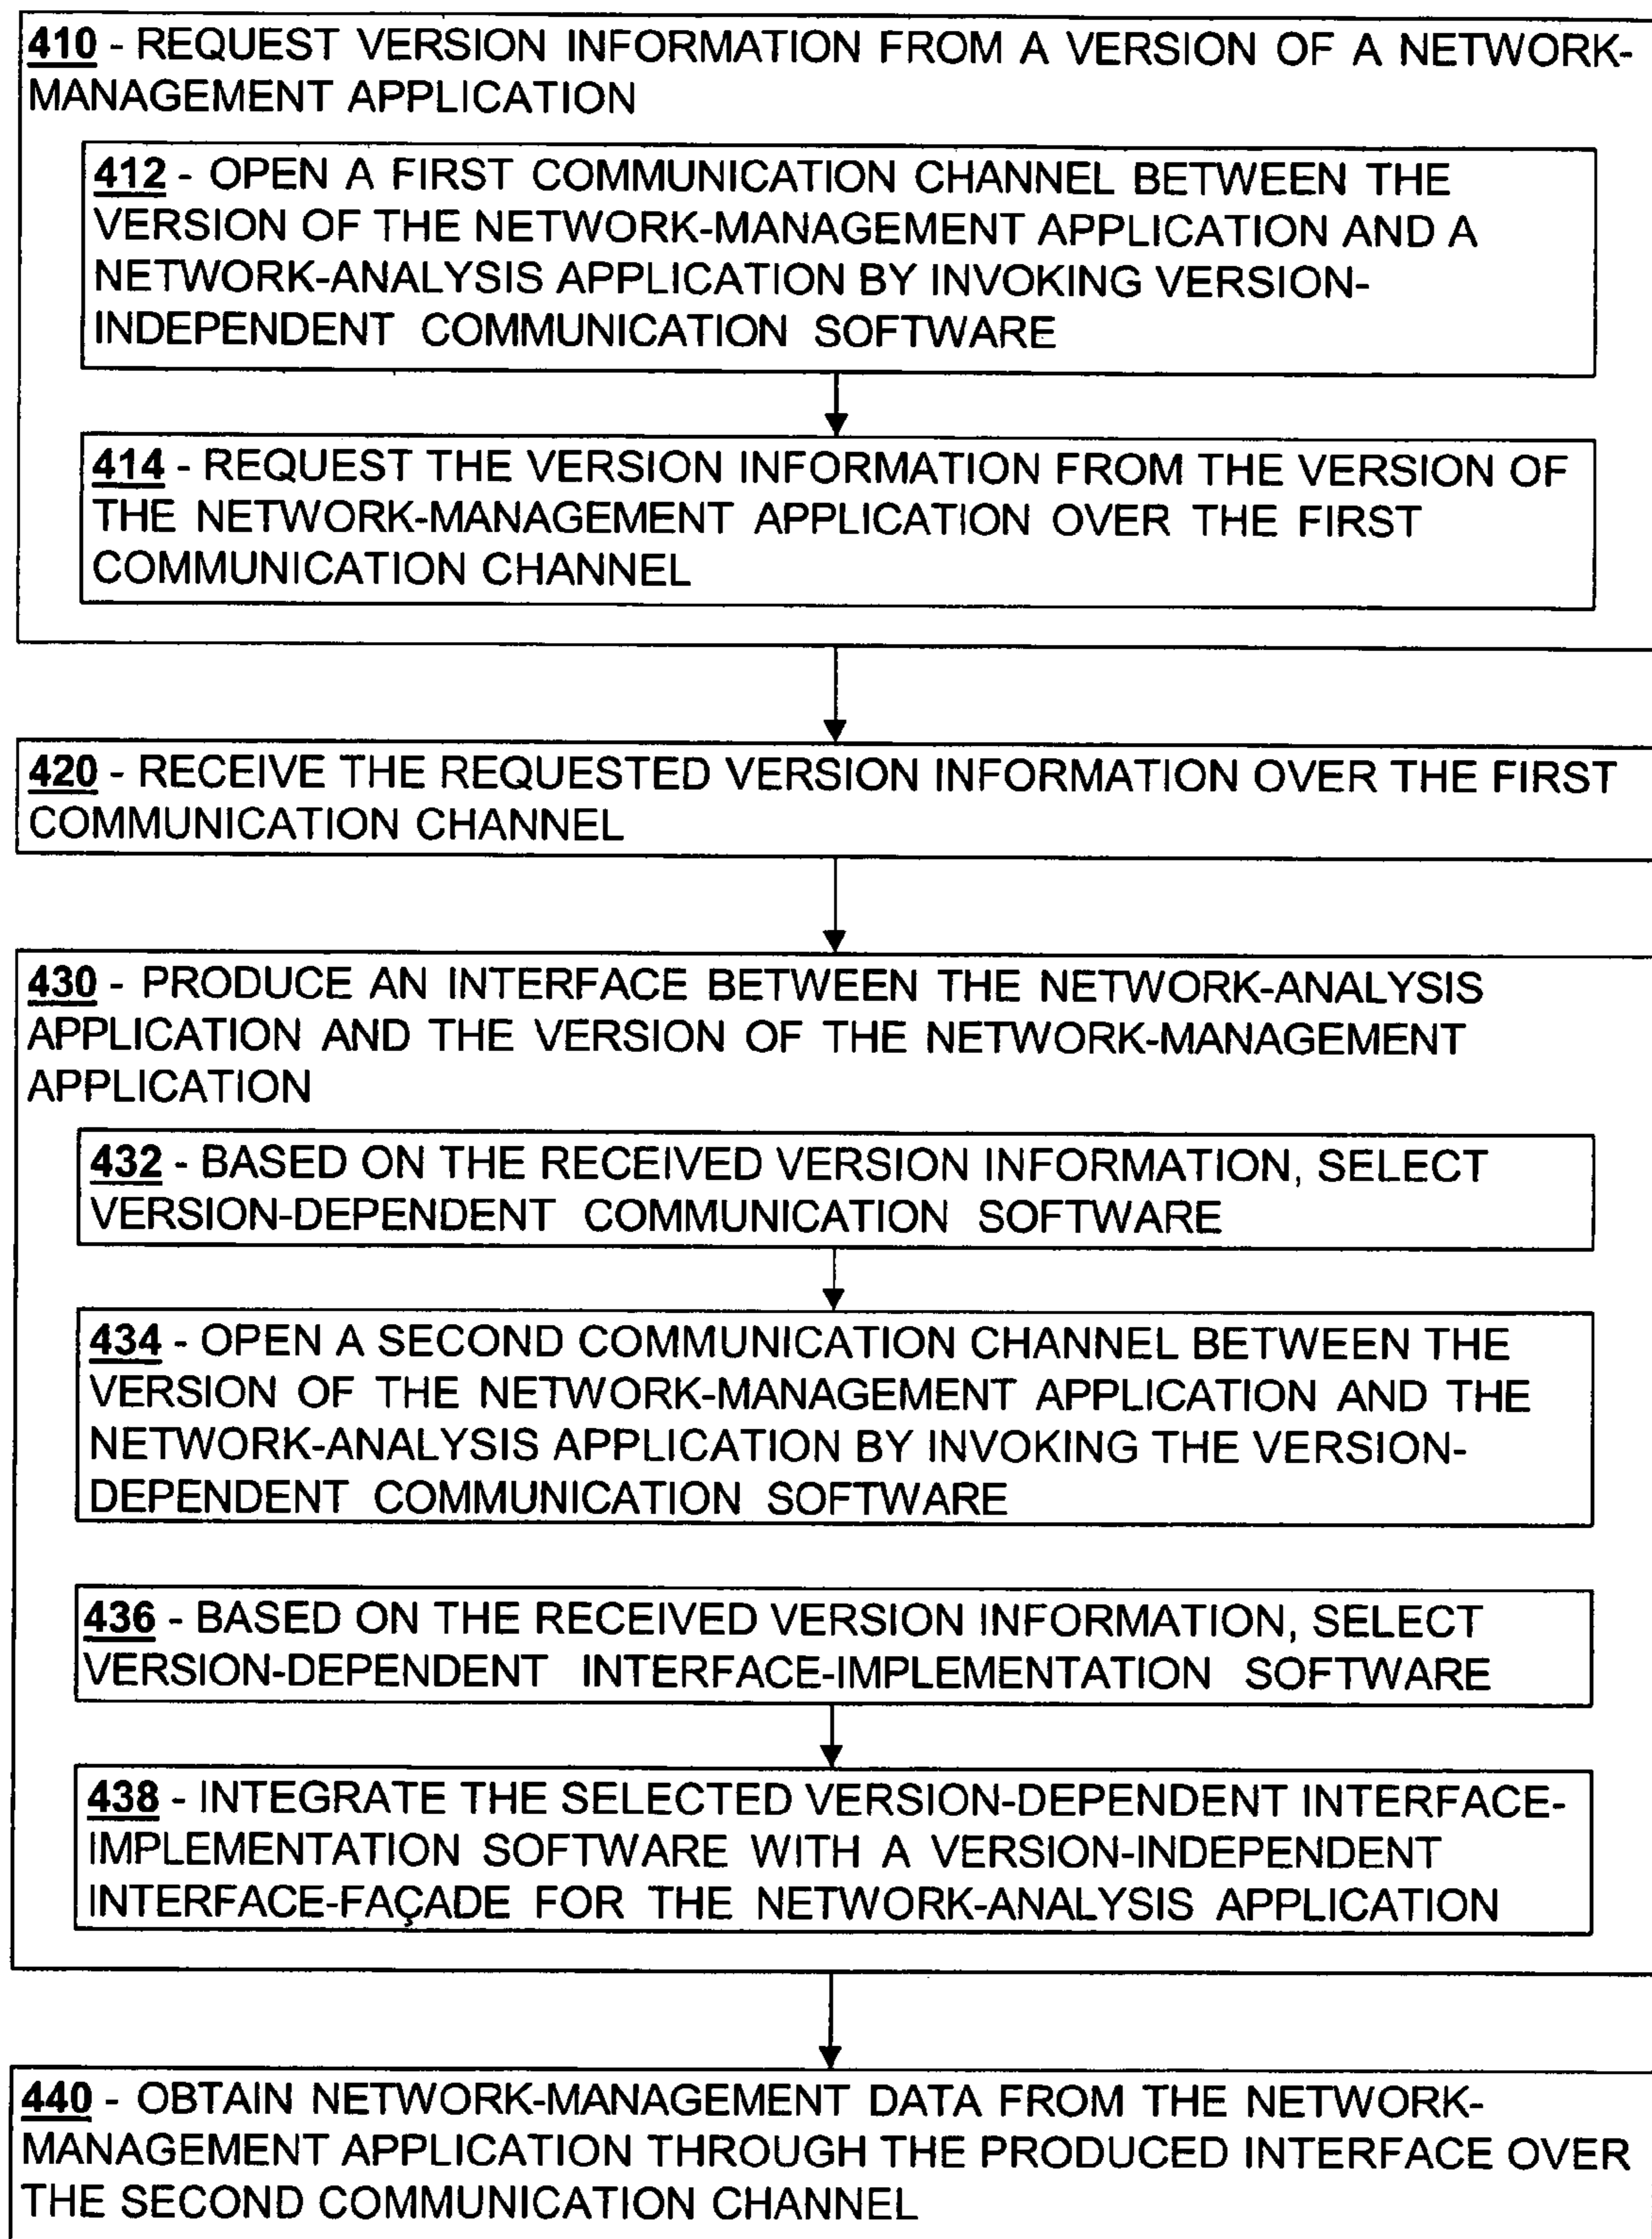 410 - REQUEST VERSION INFORMATION FROM A VERSION OF A NETWORK-
MANAGEMENT APPLICATION
412 - OPEN A FIRST COMMUNICATION CHANNEL BETWEEN THE
VERSION OF THE NETWORK-MANAGEMENT APPLICATION AND A
NETWORK-ANALYSIS APPLICATION BY INVOKING VERSION-
INDEPENDENT COMMUNICATION SOFTWARE
414 - REQUEST THE VERSION INFORMATION FROM THE VERSION OF
THE NETWORK-MANAGEMENT APPLICATION OVER THE FIRST
COMMUNICATION CHANNEL
420 - RECEIVE THE REQUESTED VERSION INFORMATION OVER THE FIRST
COMMUNICATION CHANNEL
430 - PRODUCE AN INTERFACE BETWEEN THE NETWORK-ANALYSIS
APPLICATION AND THE VERSION OF THE NETWORK-MANAGEMENT
APPLICATION
432 - BASED ON THE RECEIVED VERSION INFORMATION, SELECT
VERSION-DEPENDENT COMMUNICATION SOFTWARE
434 - OPEN A SECOND COMMUNICATION CHANNEL BETWEEN THE
VERSION OF THE NETWORK-MANAGEMENT APPLICATION AND THE
NETWORK-ANALYSIS APPLICATION BY INVOKING THE VERSION-
DEPENDENT COMMUNICATION SOFTWARE
436 - BASED ON THE RECEIVED VERSION INFORMATION, SELECT
VERSION-DEPENDENT INTERFACE-IMPLEMENTATION SOFTWARE
438 - INTEGRATE THE SELECTED VERSION-DEPENDENT INTERFACE-
IMPLEMENTATION SOFTWARE WITH A VERSION-INDEPENDENT
INTERFACE-FAÇADE FOR THE NETWORK-ANALYSIS APPLICATION
440 - OBTAIN NETWORK-MANAGEMENT DATA FROM THE NETWORK-
MANAGEMENT APPLICATION THROUGH THE PRODUCED INTERFACE OVER
THE SECOND COMMUNICATION CHANNEL